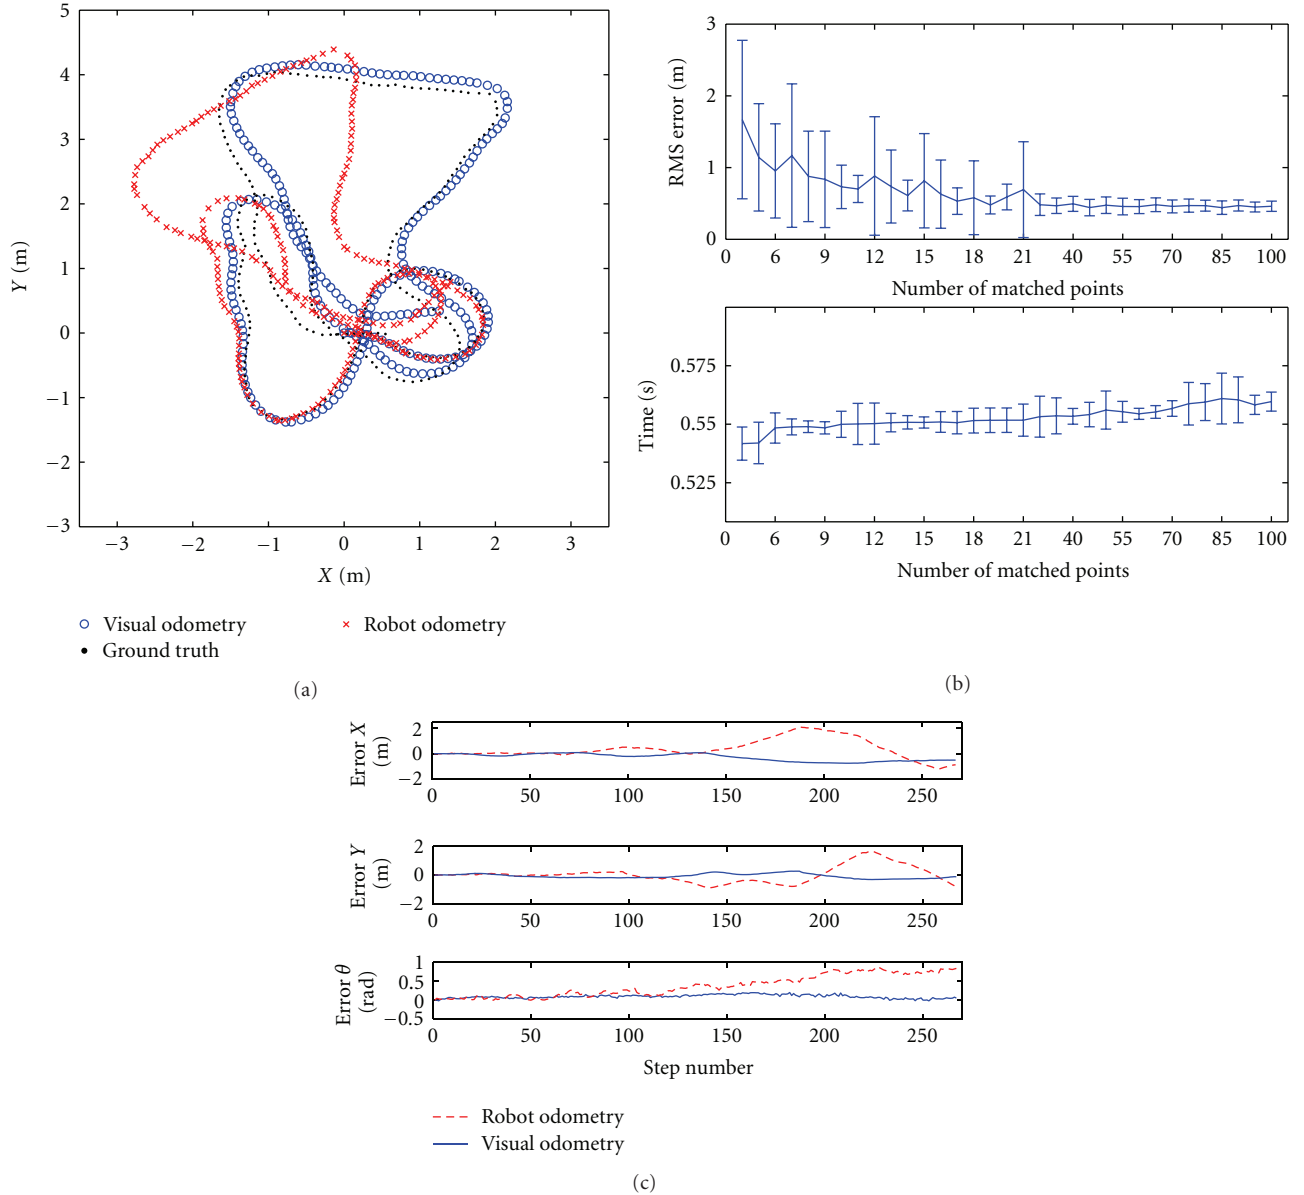 5
4
3
2
1
0
−1
−2
−3
Y (m)
−3 −2 −1 0 1 2 3
X (m)
Visual odometry
Robot odometry
Ground truth
(a)
3
2
1
0
RMS error (m)
0 6 9 12 15 21 40 55 70 85 100
Number of matched points
0.575
0.55
0.525
Time (s)
0 6 9 12 15 21 40 55 70 85 100
Number of matched points
(b)
Error X
(m)
2
0
−2
0 50 100 150 200 250
Error Y
(m)
2
0
−2
0 50 100 150 200 250
Error θ
(rad)
1
0.5
0
−0.5
0 50 100 150 200 250
Step number
Robot odometry
Visual odometry
(c)